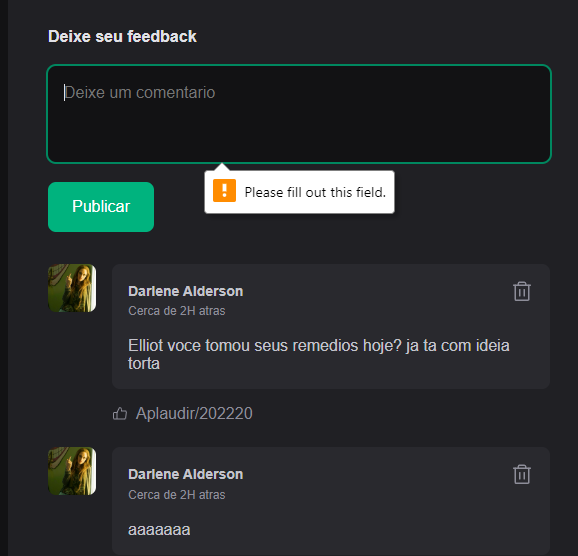 Deixe seu feedback
Deixe um comentario
Please fill out this field.
Publicar
Darlene Alderson
Cerca de 2H atras
Elliot voce tomou seus remedios hoje? ja ta com ideia
torta
Aplaudir/202220
Darlene Alderson
Cerca de 2H atras
aaaaaaa